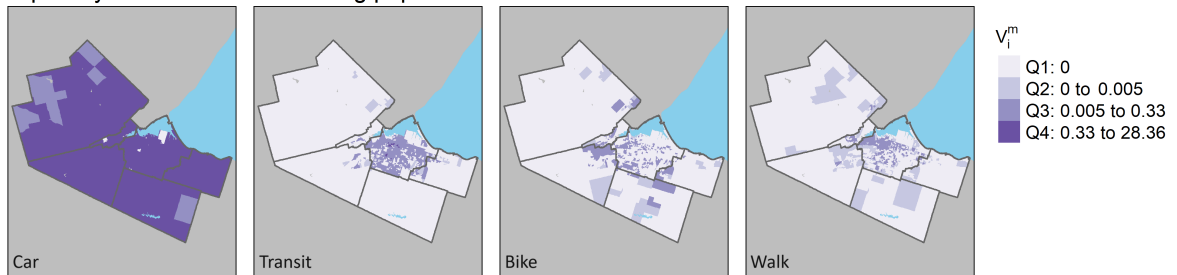 Car
Transit
Bike
Walk
V_i^m
Q1: 0
Q2: 0 to 0.005
Q3: 0.005 to 0.33
Q4: 0.33 to 28.36